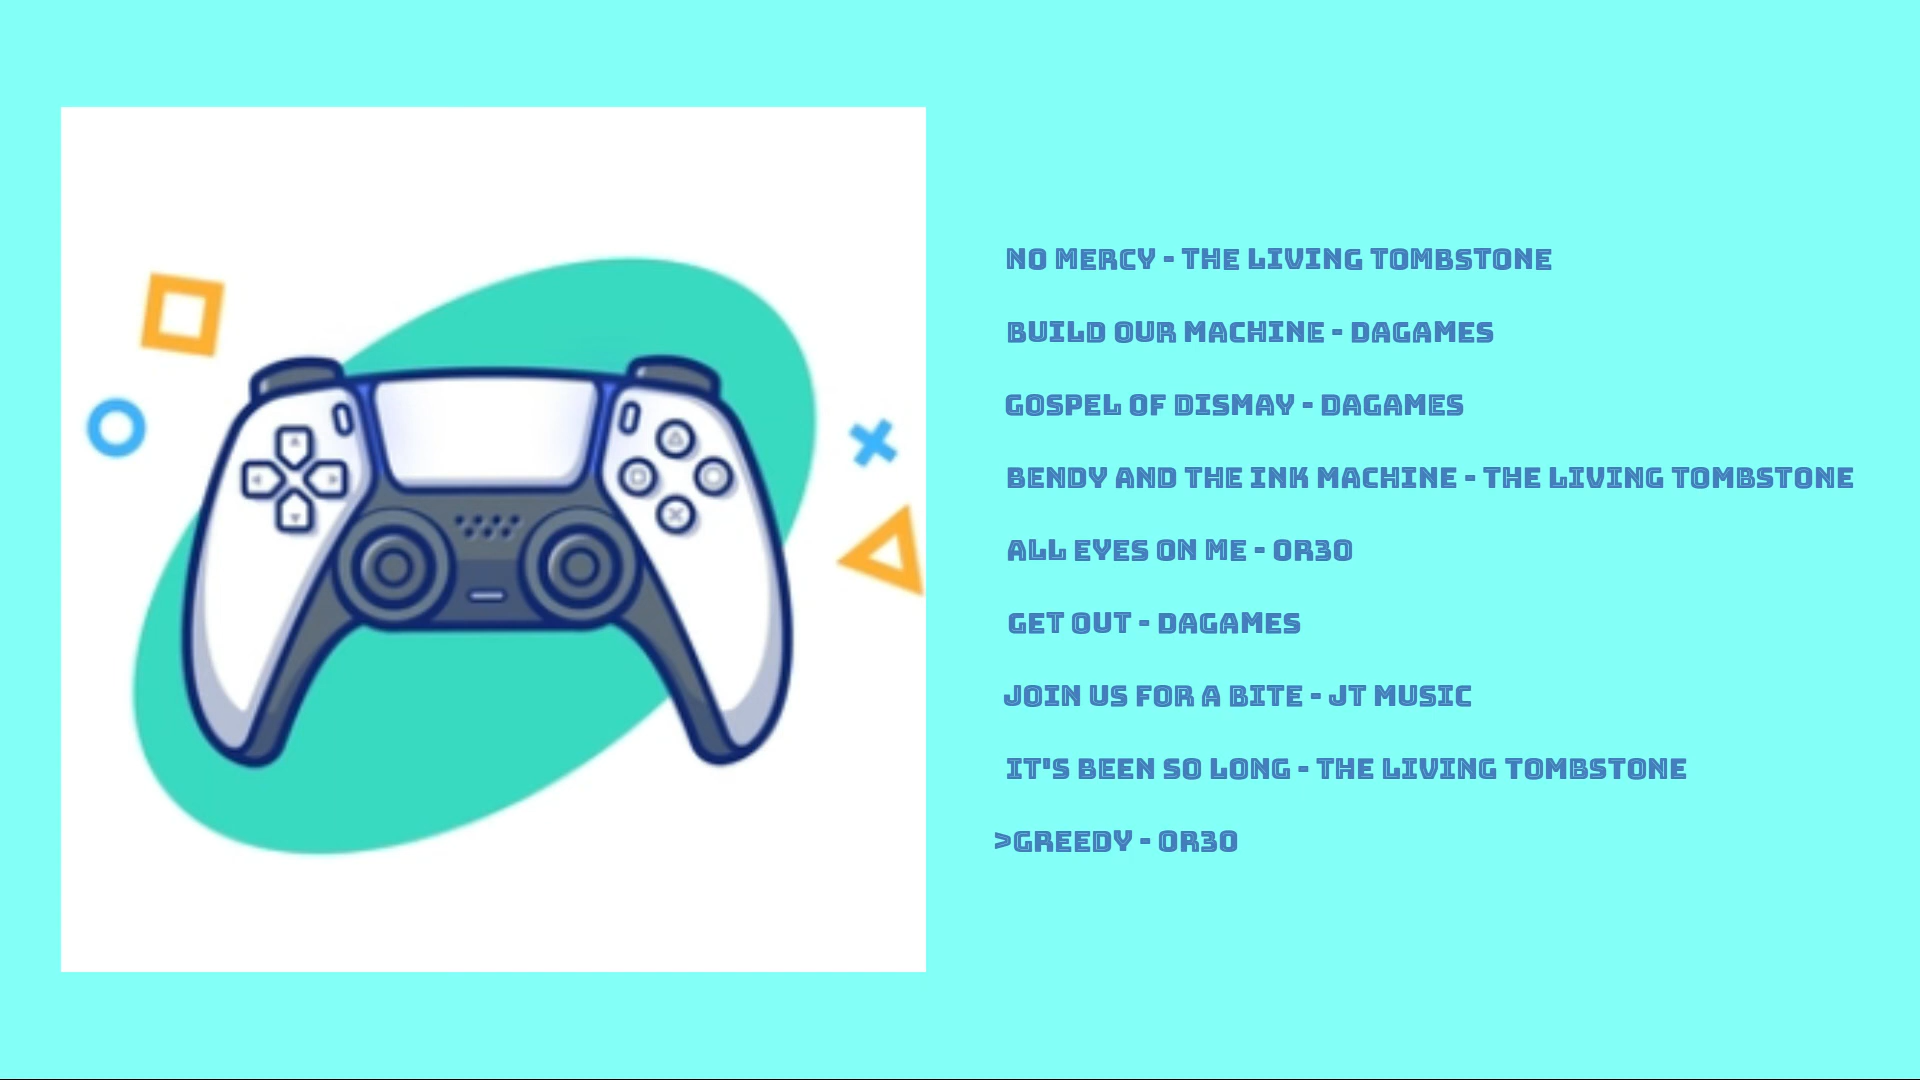 NO MERCY - THE LIVING TOMBSTONE
BUILD OUR MACHINE - DAGAMES
GOSPEL OF DISMAY - DAGAMES
BENDY AND THE INK MACHINE - THE LIVING TOMBSTONE
ALL EYES ON ME - OR3O
GET OUT - DAGAMES
JOIN US FOR A BITE - JT MUSIC
IT'S BEEN SO LONG - THE LIVING TOMBSTONE
>GREEDY - OR3O